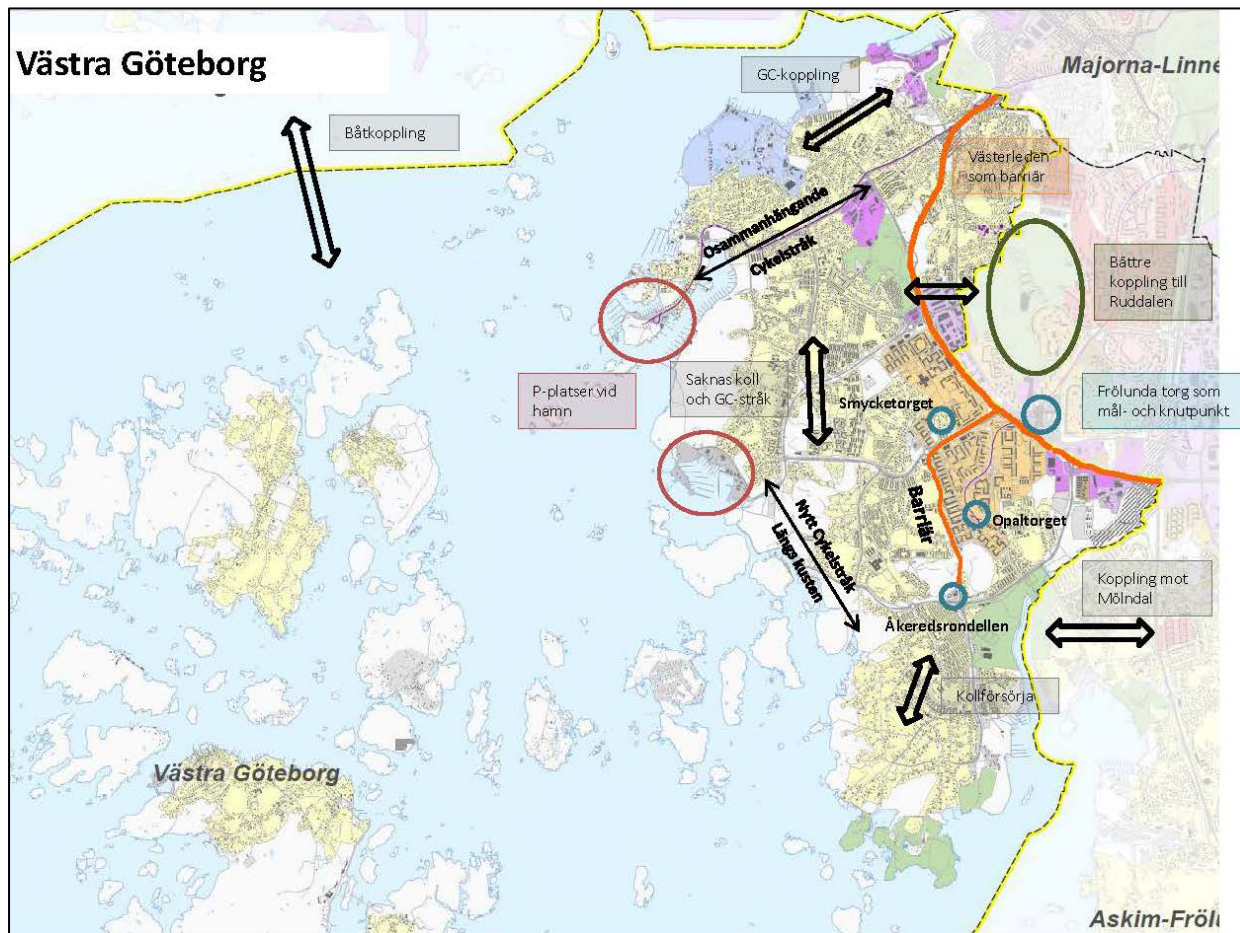 Västra Göteborg
Majorna-Linné
GC-koppling
Båtkoppling
Västerleden
som barriär
Osammanhängande
Cykelstråk
Bättre
koppling till
Ruddalen
P-platser vid
hamn
Saknas koll
och GC-stråk
Smycketorget
Frölunda torg som
mål- och knutpunkt
Barriär
Opaltorget
Nytt Cykelstråk
Längs kusten
Koppling mot
Mölndal
Åkeredsrondellen
Kollförsörja
Västra Göteborg
Askim-Frölu